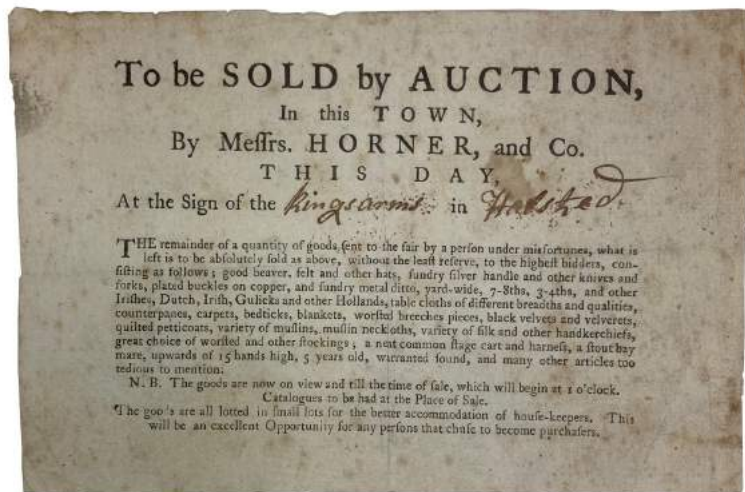 To be SOLD by AUCTION,
In this TOWN,
By Meſſrs. HORNER, and Co.
THIS DAY,
At the Sign of the Kingsarms in Halsted
THE remainder of a quantity of goods ſent to the fair by a perſon under misfortunes, what is
left is to be abſolutely ſold as above, without the leaſt reſerve, to the higheſt bidders, con-
ſiſting as follows; good beaver, felt and other hats, ſundry ſilver handle and other knives and
forks, plated buckles on copper, and ſundry metal ditto, yard-wide, 7-8ths, 3-4ths, and other
Iriſhes, Dutch, Iriſh, Gulicks and other Hollands, table cloths of different breadths and qualities,
counterpanes, carpets, bedticks, blankets, worſted breeches pieces, black velvets and velverets,
quilted petticoats, variety of muſlins, muſlin neckloths, variety of ſilk and other handkerchiefs,
great choice of worſted and other ſtockings; a neat common ſtage cart and harneſs, a ſtout bay
mare, upwards of 15 hands high, 5 years old, warranted ſound, and many other articles too
tedious to mention.
N. B. The goods are now on view and till the time of ſale, which will begin at 1 o'clock.
Catalogues to be had at the Place of Sale.
The goods are all lotted in ſmall lots for the better accommodation of houſe-keepers. This
will be an excellent Opportunity for any perſons that chuſe to become purchaſers.